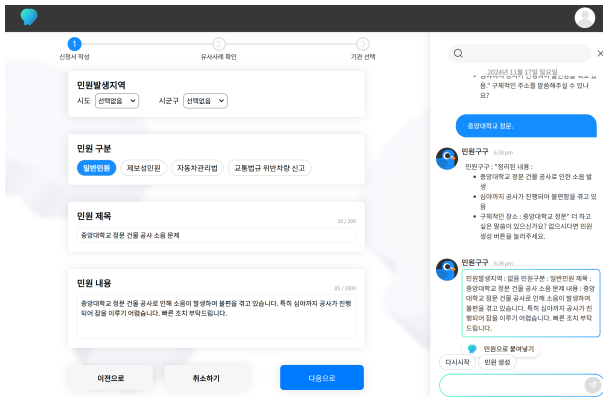 1
2
3
신청서 작성
유사사례 확인
기관 선택
민원발생지역
시도 선택없음
시군구 선택없음
민원 구분
일반민원
제보성민원
자동차관리법
교통법규 위반차량 신고
민원 제목
20 / 200
중앙대학교 정문 건물 공사 소음 문제
민원 내용
85 / 2000
중앙대학교 정문 건물 공사로 인해 소음이 발생하여 불편을 겪고 있습니다. 특히 심야까지 공사가 진행
되어 잠을 이루기 어렵습니다. 빠른 조치 부탁드립니다.
이전으로
취소하기
다음으로
2024년 11월 17일 일요일
음." 구체적인 주소를 말씀해주실 수 있나
요?
중앙대학교 정문.
민원구구 6:28 pm
민원구구 : "정리된 내용 :
• 중앙대학교 정문 건물 공사로 인한 소음 발
생
• 심야까지 공사가 진행되어 불편함을 겪고 있
음
• 구체적인 장소 : 중앙대학교 정문" 더 하고
싶은 말씀이 있으신가요? 없으시다면 민원
생성 버튼을 눌러주세요.
민원구구 6:28 pm
민원발생지역 : 없음 민원구분 : 일반민원 제목 :
중앙대학교 정문 건물 공사 소음 문제 내용 : 중앙
대학교 정문 건물 공사로 인해 소음이 발생하여
불편을 겪고 있습니다. 특히 심야까지 공사가 진
행되어 잠을 이루기 어렵습니다. 빠른 조치 부탁
드립니다.
민원으로 붙여넣기
다시시작
민원 생성